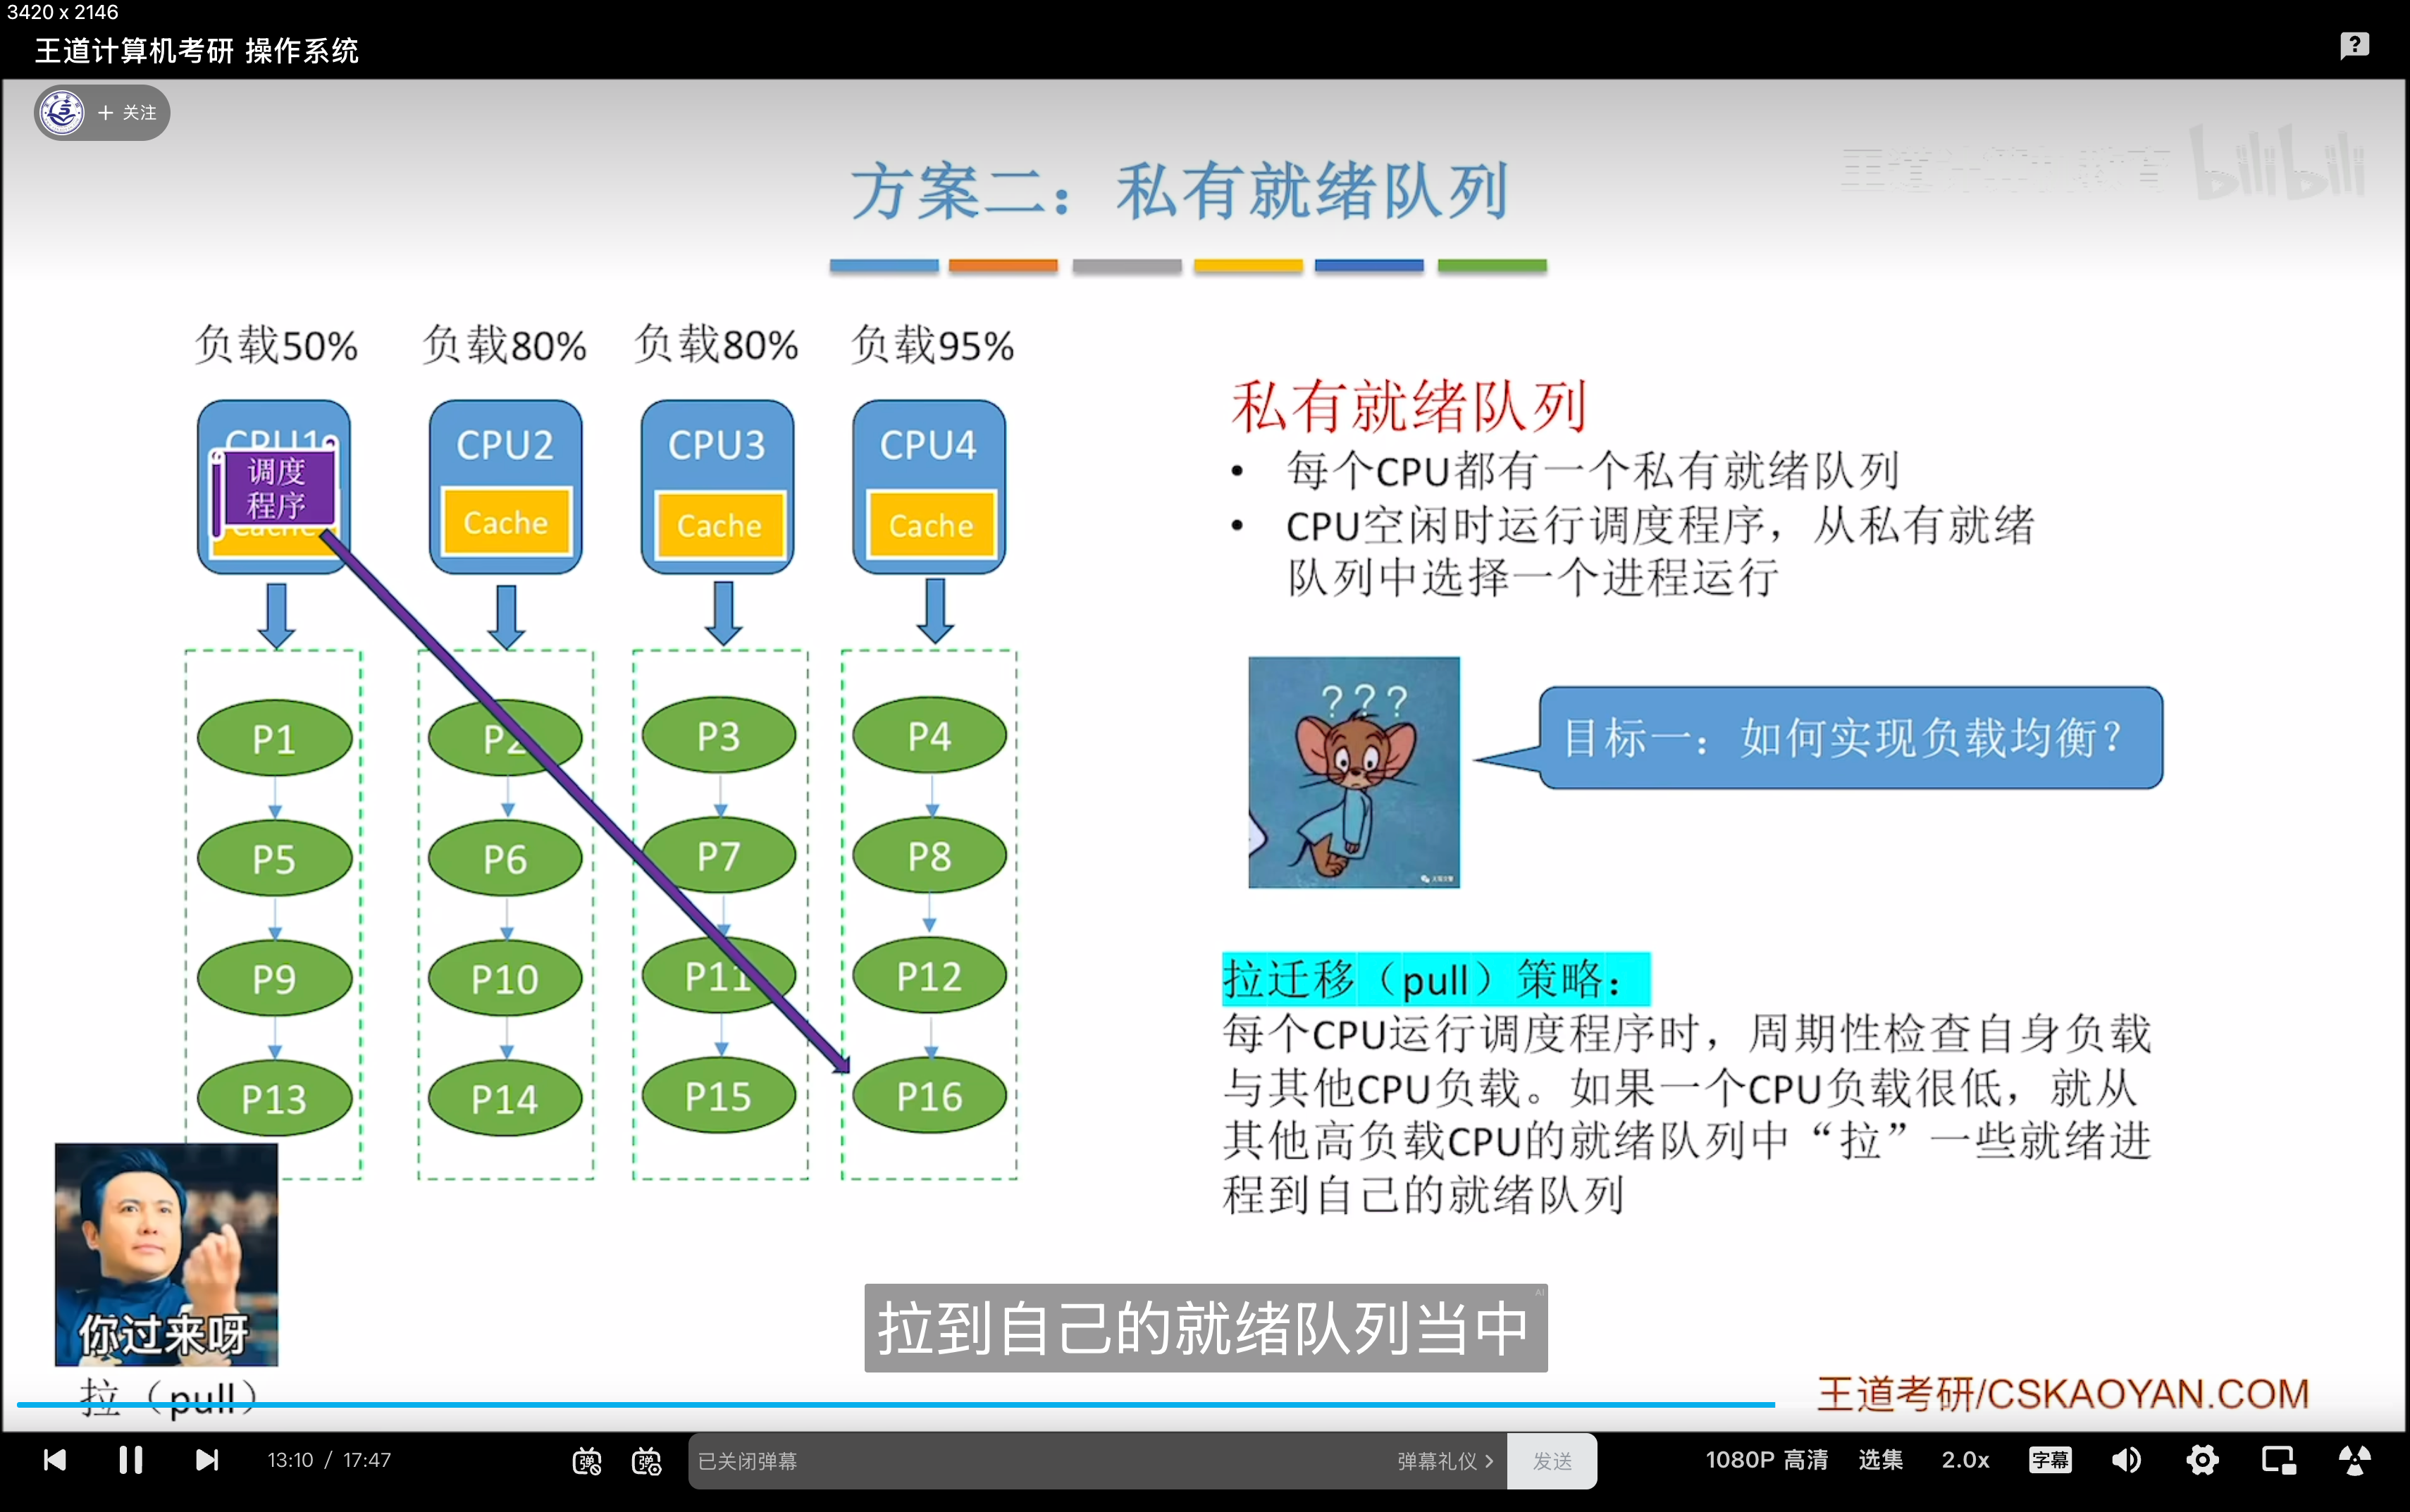 3420 x 2146
王道计算机考研 操作系统
?
+ 关注
bilibili
方案二：私有就绪队列
负载50% 负载80% 负载80% 负载95%
CPU1 CPU2 CPU3 CPU4
调度
程序
Cache Cache Cache Cache
P1 P2 P3 P4
P5 P6 P7 P8
P9 P10 P11 P12
P13 P14 P15 P16
私有就绪队列
• 每个CPU都有一个私有就绪队列
• CPU空闲时运行调度程序，从私有就绪
队列中选择一个进程运行
? ? ?
目标一：如何实现负载均衡？
拉迁移（pull）策略：
每个CPU运行调度程序时，周期性检查自身负载
与其他CPU负载。如果一个CPU负载很低，就从
其他高负载CPU的就绪队列中“拉”一些就绪进
程到自己的就绪队列
你过来呀
拉（pull）
AI
拉到自己的就绪队列当中
王道考研/CSKAOYAN.COM
13:10 / 17:47
弹 弹
已关闭弹幕
弹幕礼仪 >
发送
1080P 高清
选集
2.0x
字幕